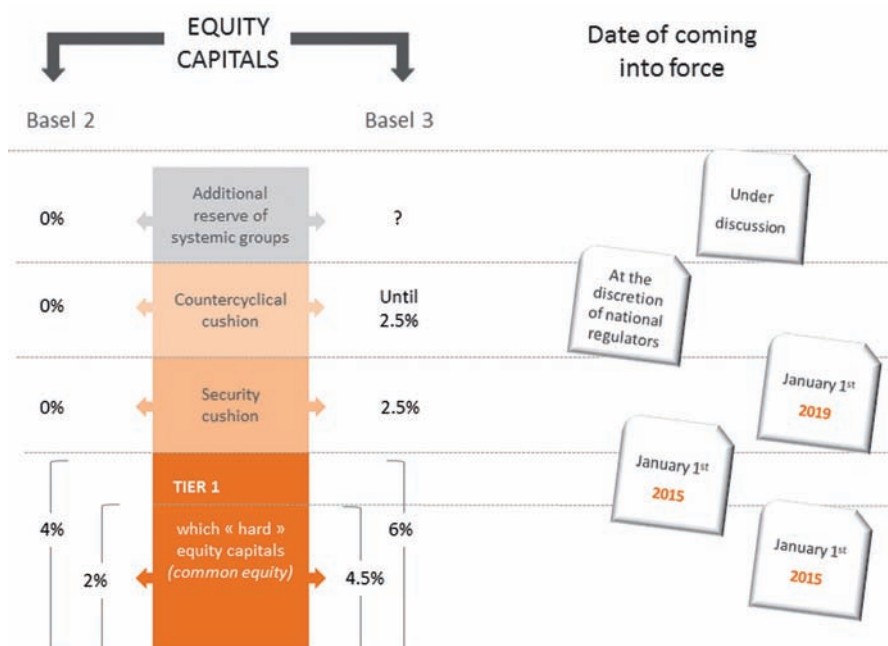 EQUITY
CAPITALS
Date of coming
into force
Basel 2
Basel 3
0%
Additional
reserve of
systemic groups
?
Under
discussion
0%
Countercyclical
cushion
Until
2.5%
At the
discretion
of national
regulators
0%
Security
cushion
2.5%
January 1st
2019
4%
TIER 1
6%
January 1st
2015
2%
which « hard »
equity capitals
(common equity)
4.5%
January 1st
2015